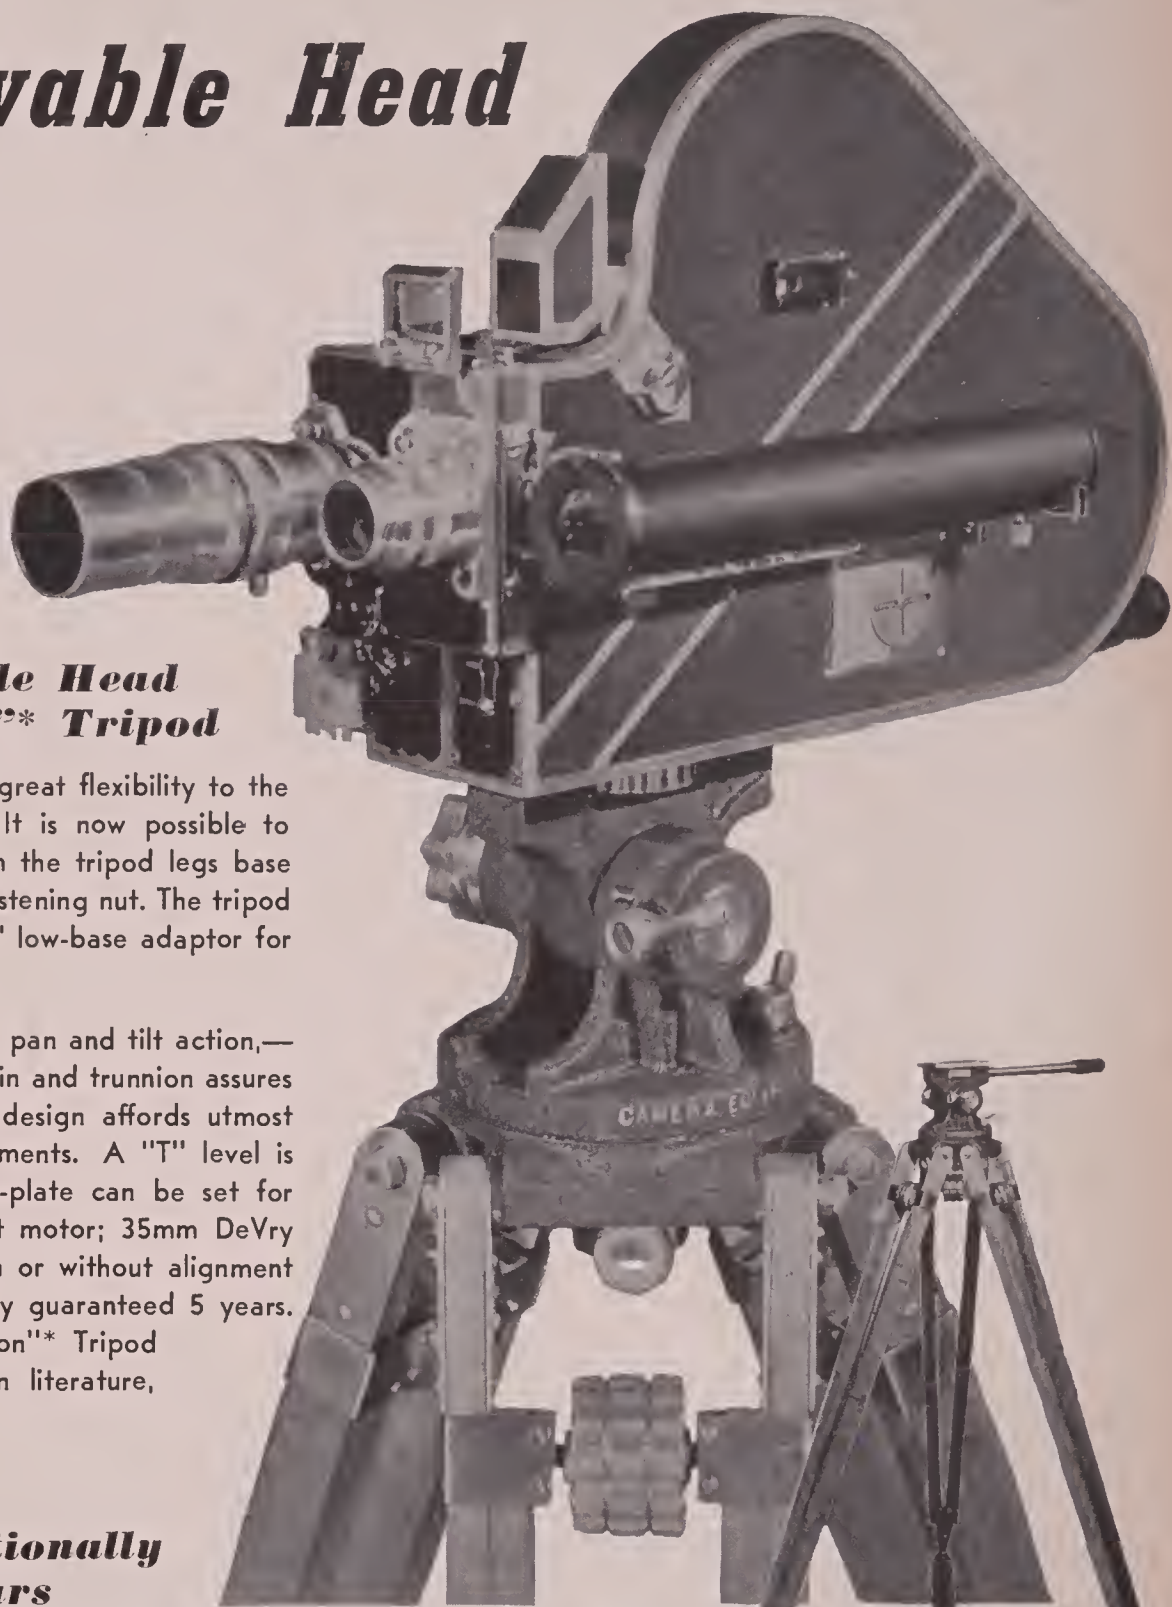 vable Head
le Head
"* Tripod
great flexibility to the
It is now possible to
the tripod legs base
stening nut. The tripod
" low-base adaptor for
pan and tilt action,—
in and trunnion assures
design affords utmost
ments. A "T" level is
-plate can be set for
t motor; 35mm DeVry
or without alignment
y guaranteed 5 years.
on"* Tripod
n literature,
tionally
ars
CAMERA EQUIP